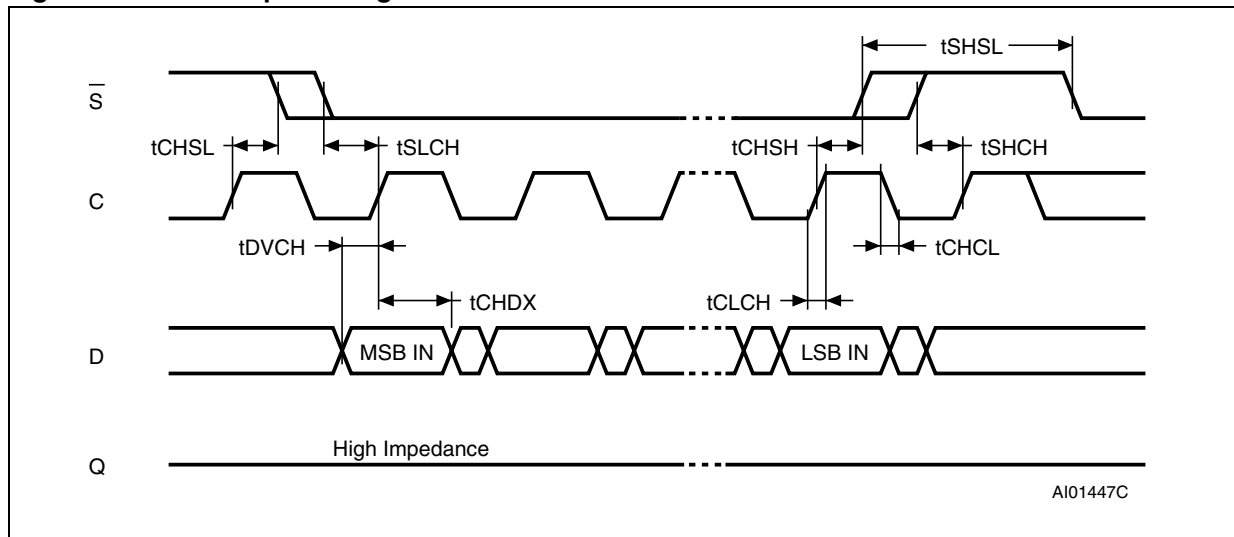 tSHSL
S
tCHSL
tSLCH
tCHSH
tSHCH
C
tDVCH
tCHCL
tCHDX
tCLCH
D
MSB IN
LSB IN
High Impedance
Q
AI01447C